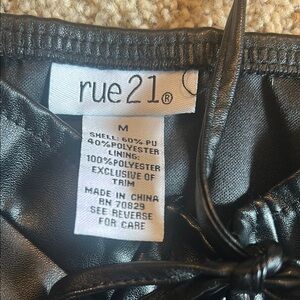 rue21®
M
SHELL: 60% PU
40%POLYESTER
LINING:
100%POLYESTER
EXCLUSIVE OF
TRIM
MADE IN CHINA
RN 70829
SEE REVERSE
FOR CARE